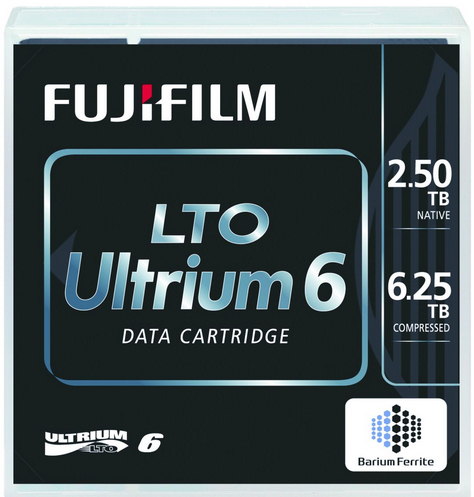 FUJIFILM
LTO
Ultrium 6
DATA CARTRIDGE
2.50
TB
NATIVE
6.25
TB
COMPRESSED
ULTRIUM
LTO
6
Barium Ferrite